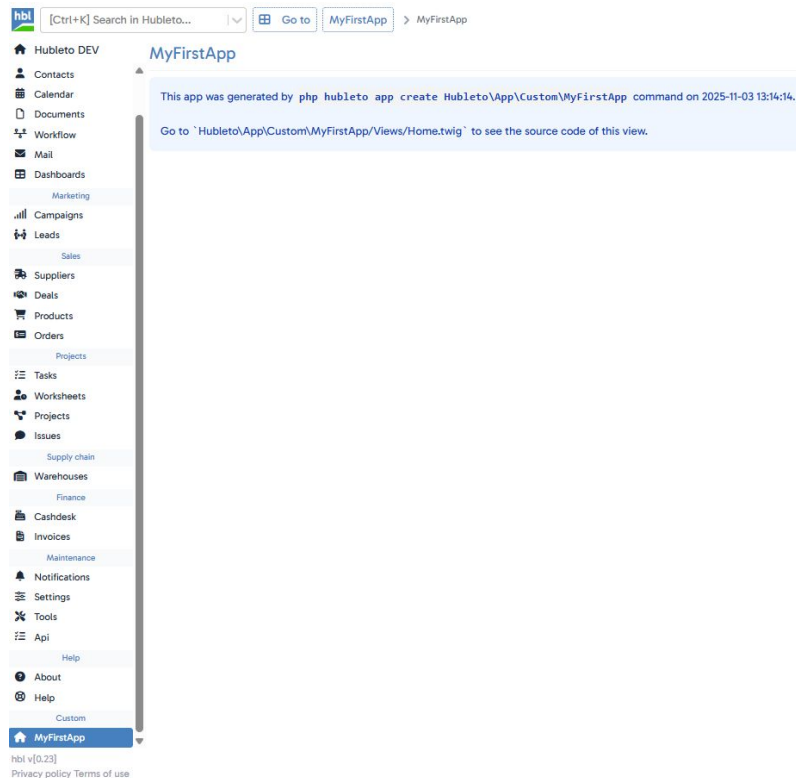 hbl
[Ctrl+K] Search in Hubleto...
Go to
MyFirstApp
> MyFirstApp
Hubleto DEV
Contacts
Calendar
Documents
Workflow
Mail
Dashboards
Marketing
Campaigns
Leads
Sales
Suppliers
Deals
Products
Orders
Projects
Tasks
Worksheets
Projects
Issues
Supply chain
Warehouses
Finance
Cashdesk
Invoices
Maintenance
Notifications
Settings
Tools
Api
Help
About
Help
Custom
MyFirstApp
hbl v[0.23]
Privacy policy Terms of use
MyFirstApp
This app was generated by php hubleto app create Hubleto\App\Custom\MyFirstApp command on 2025-11-03 13:14:14.
Go to `Hubleto\App\Custom\MyFirstApp/Views/Home.twig` to see the source code of this view.